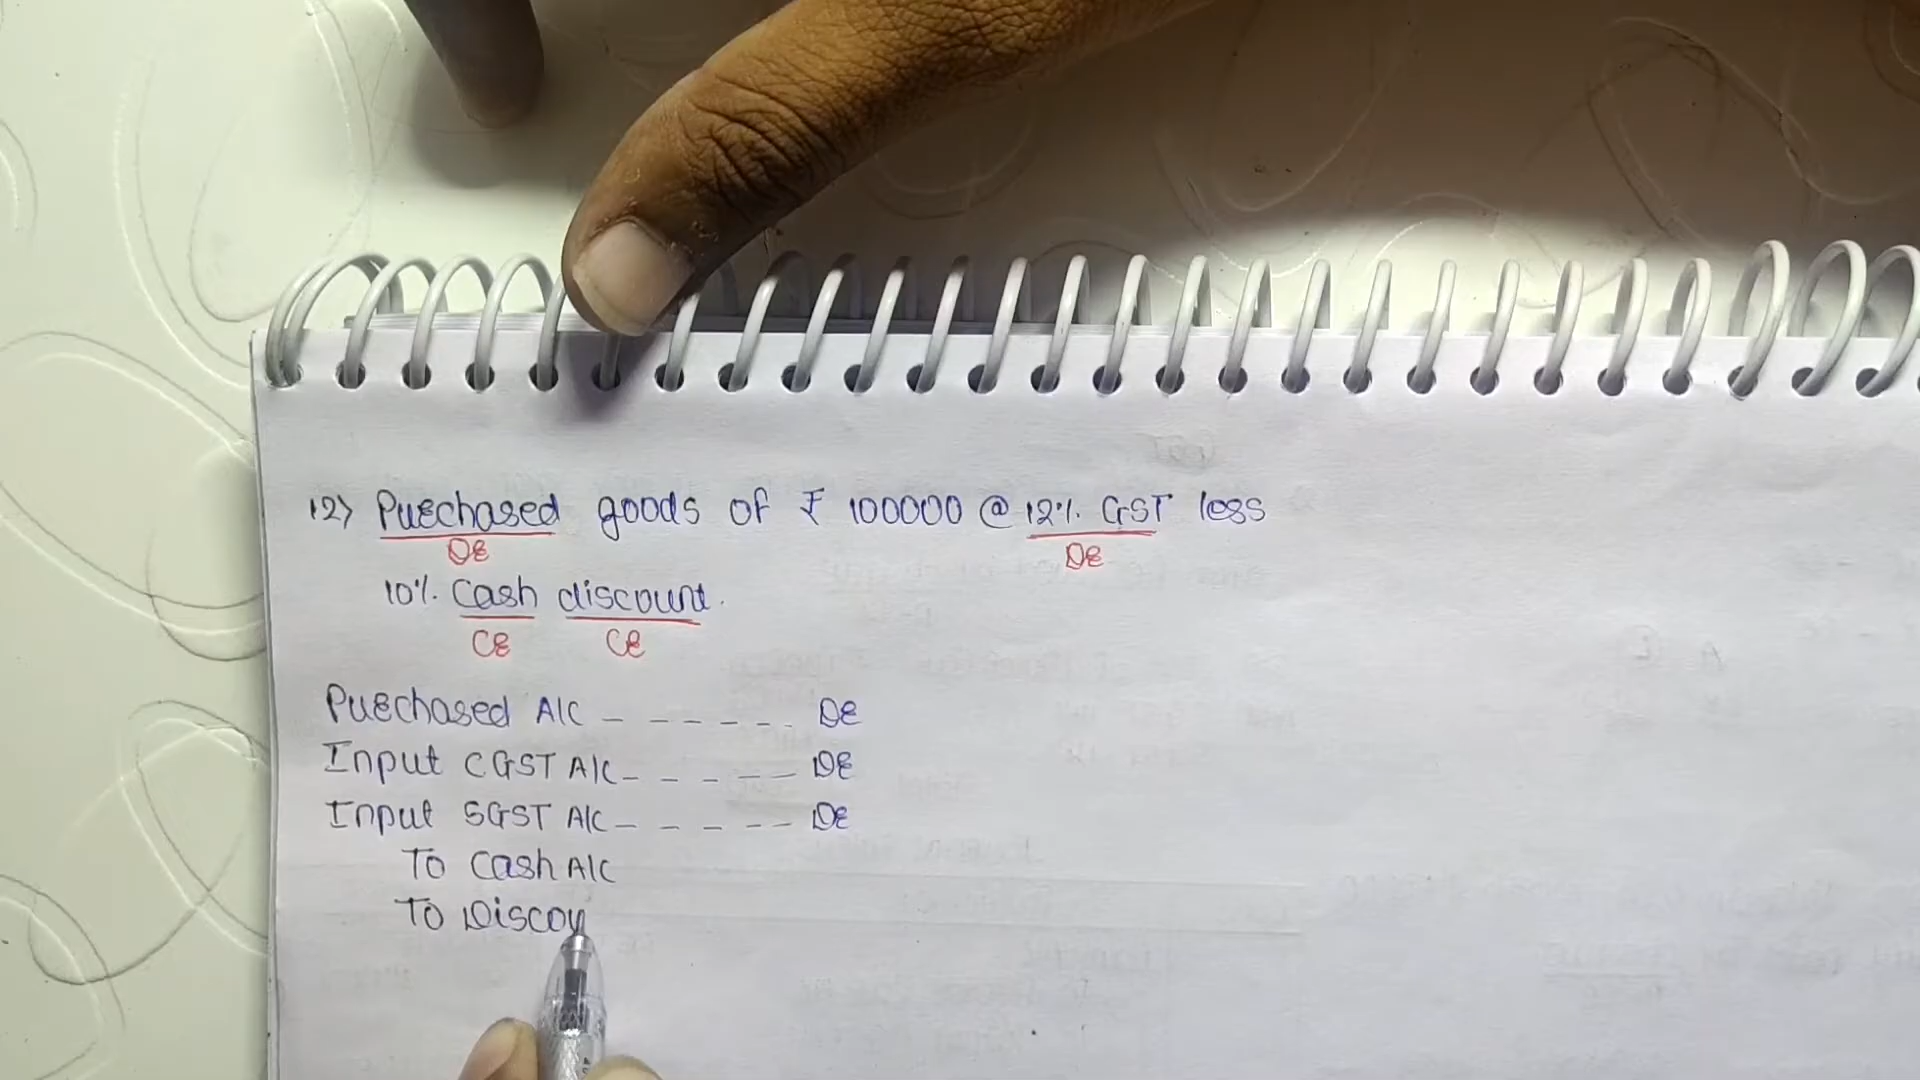 12) Purchased goods of ₹ 100000 @ 12% GST less
Dr Dr
10% Cash discount.
Cr Cr
Purchased A/C ------ Dr
Input CGST A/C ----- Dr
Input SGST A/C ----- Dr
To Cash A/C
To Discou